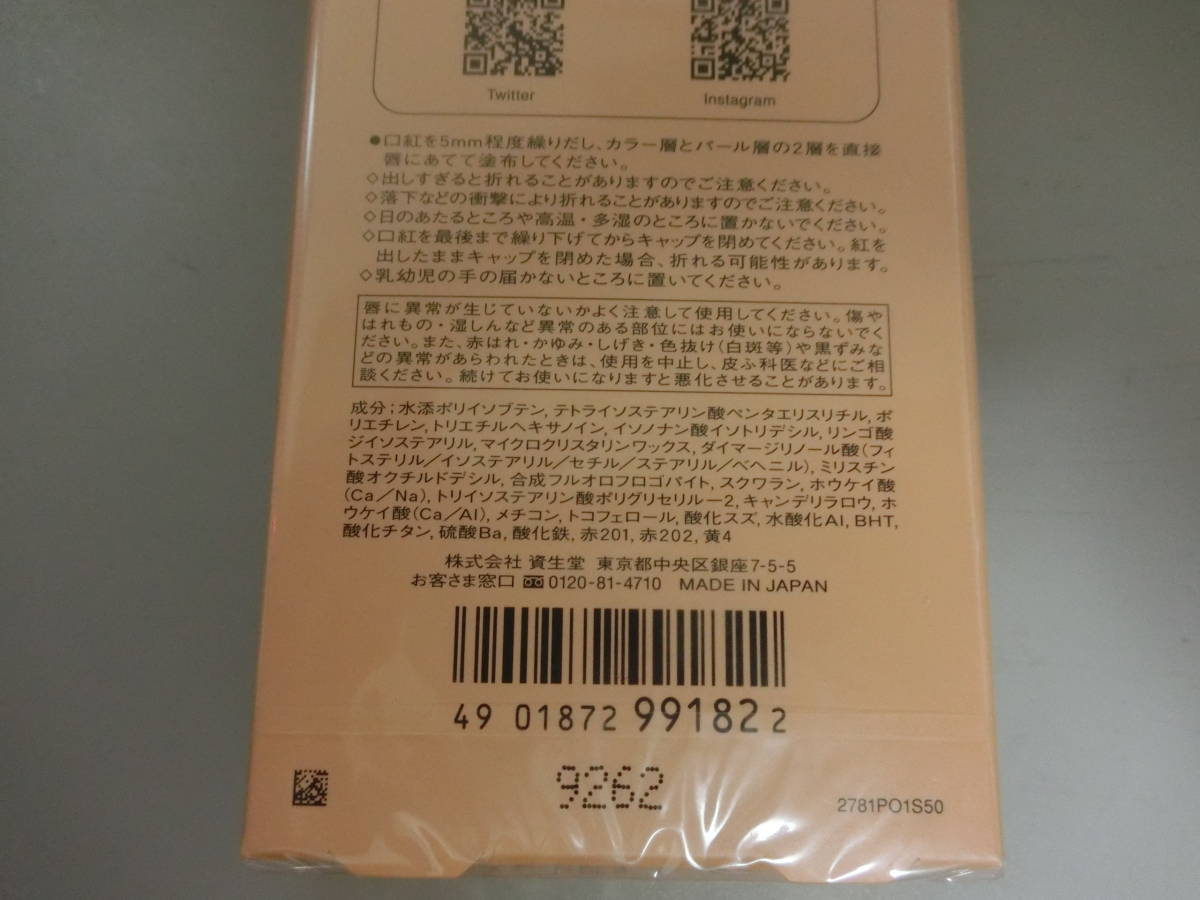 Twitter Instagram
●口紅を5mm程度繰りだし、カラー層とパール層の2層を直接
唇にあてて塗布してください。
◇出しすぎると折れることがありますのでご注意ください。
◇落下などの衝撃により折れることがありますのでご注意ください。
◇日のあたるところや高温・多湿のところに置かないでください。
◇口紅を最後まで繰り下げてからキャップを閉めてください。紅を
出したままキャップを閉めた場合、折れる可能性があります。
◇乳幼児の手の届かないところに置いてください。
唇に異常が生じていないかよく注意して使用してください。傷や
はれもの・湿しんなど異常のある部位にはお使いにならないでく
ださい。また、赤はれ・かゆみ・しげき・色抜け(白斑等)や黒ずみな
どの異常があらわれたときは、使用を中止し、皮ふ科医などにご相
談ください。続けてお使いになりますと悪化させることがあります。
成分;水添ポリイソブテン, テトライソステアリン酸ペンタエリスリチル, ポ
リエチレン, トリエチルヘキサノイン, イソノナン酸イソトリデシル, リンゴ酸
ジイソステアリル, マイクロクリスタリンワックス, ダイマージリノール酸(フィ
トステリル/イソステアリル/セチル/ステアリル/ベヘニル), ミリスチン
酸オクチルドデシル, 合成フルオロフロゴパイト, スクワラン, ホウケイ酸
(Ca/Na), トリイソステアリン酸ポリグリセリル-2, キャンデリラロウ, ホ
ウケイ酸(Ca/Al), メチコン, トコフェロール, 酸化スズ, 水酸化Al, BHT,
酸化チタン, 硫酸Ba, 酸化鉄, 赤201, 赤202, 黄4
株式会社 資生堂 東京都中央区銀座7-5-5
お客さま窓口 0120-81-4710 MADE IN JAPAN
49 01872 99182 2
9262
2781PO1S50